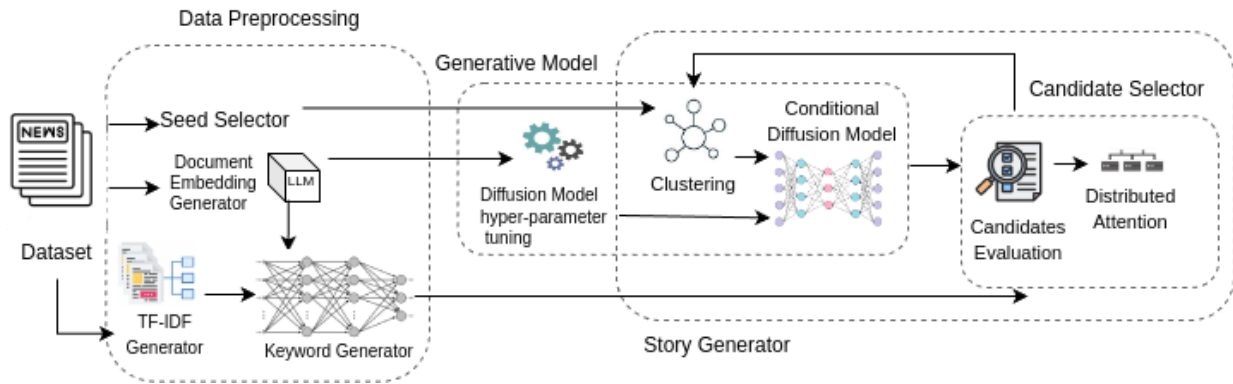 Data Preprocessing
Generative Model
Candidate Selector
NEWS
Seed Selector
Document
Embedding
Generator
LLM
Conditional
Diffusion Model
Clustering
Diffusion Model
hyper-parameter
tuning
Candidates
Evaluation
Distributed
Attention
Dataset
TF-IDF
Generator
Keyword Generator
Story Generator